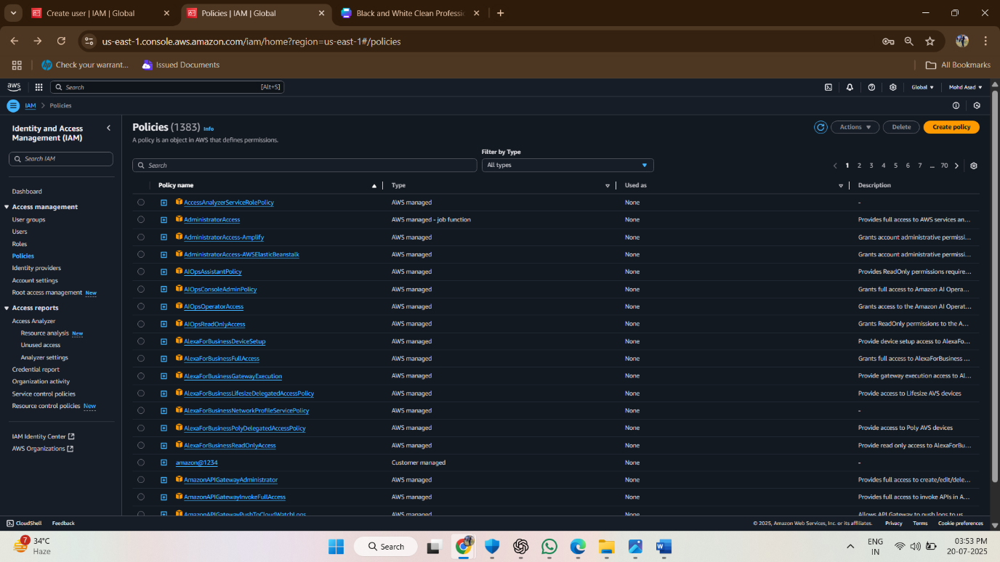 Create user | IAM | Global
Policies | IAM | Global
Black and White Clean Professi
us-east-1.console.aws.amazon.com/iam/home?region=us-east-1#/policies
Check your warrant...
Issued Documents
All Bookmarks
aws
Search
[Alt+S]
Global
Mohd Asad
IAM
Policies
Identity and Access
Management (IAM)
Search IAM
Dashboard
Access management
User groups
Users
Roles
Policies
Identity providers
Account settings
Root access management New
Access reports
Access Analyzer
Resource analysis New
Unused access
Analyzer settings
Credential report
Organization activity
Service control policies
Resource control policies New
IAM Identity Center
AWS Organizations
Policies (1383) Info
A policy is an object in AWS that defines permissions.
Actions
Delete
Create policy
Filter by Type
Search
All types
1 2 3 4 5 6 7 ... 70
Policy name Type Used as Description
AccessAnalyzerServiceRolePolicy AWS managed None -
AdministratorAccess AWS managed - job function None Provides full access to AWS services an...
AdministratorAccess-Amplify AWS managed None Grants account administrative permissi...
AdministratorAccess-AWSElasticBeanstalk AWS managed None Grants account administrative permissi...
AIOpsAssistantPolicy AWS managed None Provides ReadOnly permissions require...
AIOpsConsoleAdminPolicy AWS managed None Grants full access to Amazon AI Opera...
AIOpsOperatorAccess AWS managed None Grants access to the Amazon AI Operat...
AIOpsReadOnlyAccess AWS managed None Grants ReadOnly permissions to the A...
AlexaForBusinessDeviceSetup AWS managed None Provide device setup access to AlexaFo...
AlexaForBusinessFullAccess AWS managed None Grants full access to AlexaForBusiness ...
AlexaForBusinessGatewayExecution AWS managed None Provide gateway execution access to Al...
AlexaForBusinessLifesizeDelegatedAccessPolicy AWS managed None Provide access to Lifesize AVS devices
AlexaForBusinessNetworkProfileServicePolicy AWS managed None -
AlexaForBusinessPolyDelegatedAccessPolicy AWS managed None Provide access to Poly AVS devices
AlexaForBusinessReadOnlyAccess AWS managed None Provide read only access to AlexaForBu...
amazon@1234 Customer managed None -
AmazonAPIGatewayAdministrator AWS managed None Provides full access to create/edit/dele...
AmazonAPIGatewayInvokeFullAccess AWS managed None Provides full access to invoke APIs in A...
AmazonAPIGatewayPushToCloudWatchLogs AWS managed None Allows API Gateway to push logs to us...
CloudShell
Feedback
© 2025, Amazon Web Services, Inc. or its affiliates.
Privacy
Terms
Cookie preferences
7
34°C
Haze
Search
ENG
IN
03:53 PM
20-07-2025